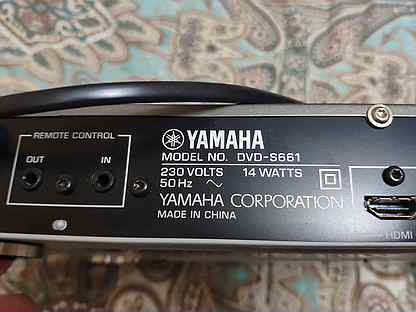 REMOTE CONTROL
OUT IN
YAMAHA
MODEL NO. DVD-S661
230 VOLTS 14 WATTS
50 Hz ~
YAMAHA CORPORATION
MADE IN CHINA
HDMI